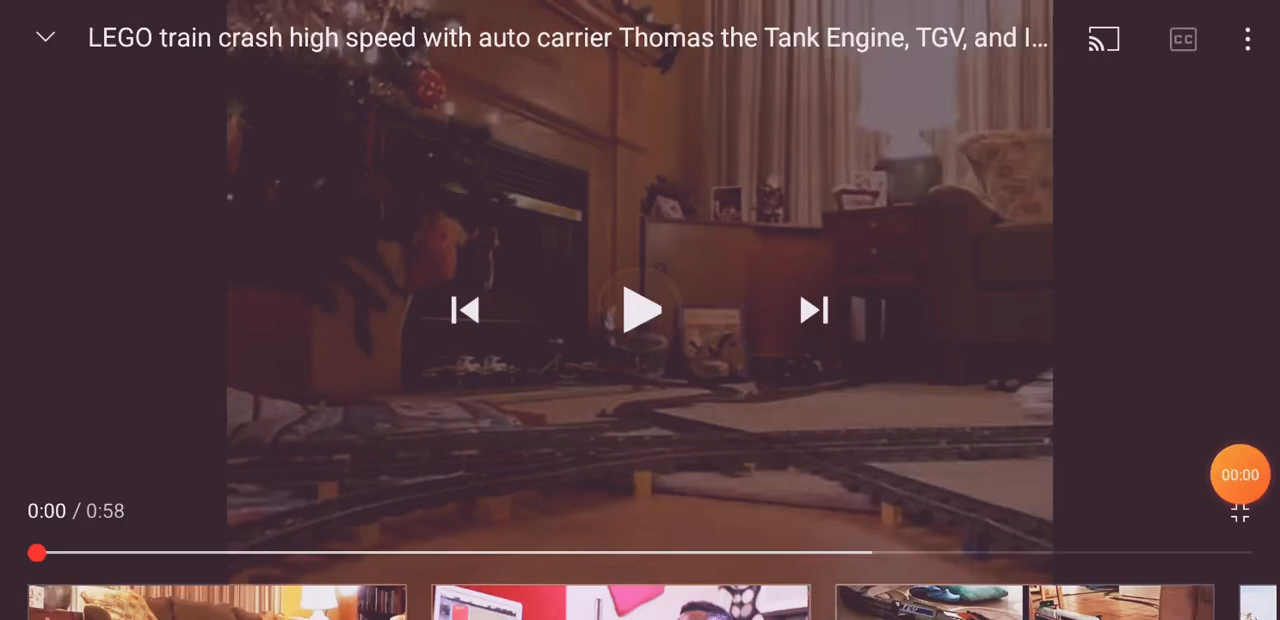 LEGO train crash high speed with auto carrier Thomas the Tank Engine, TGV, and I...
CC
00:00
0:00 / 0:58